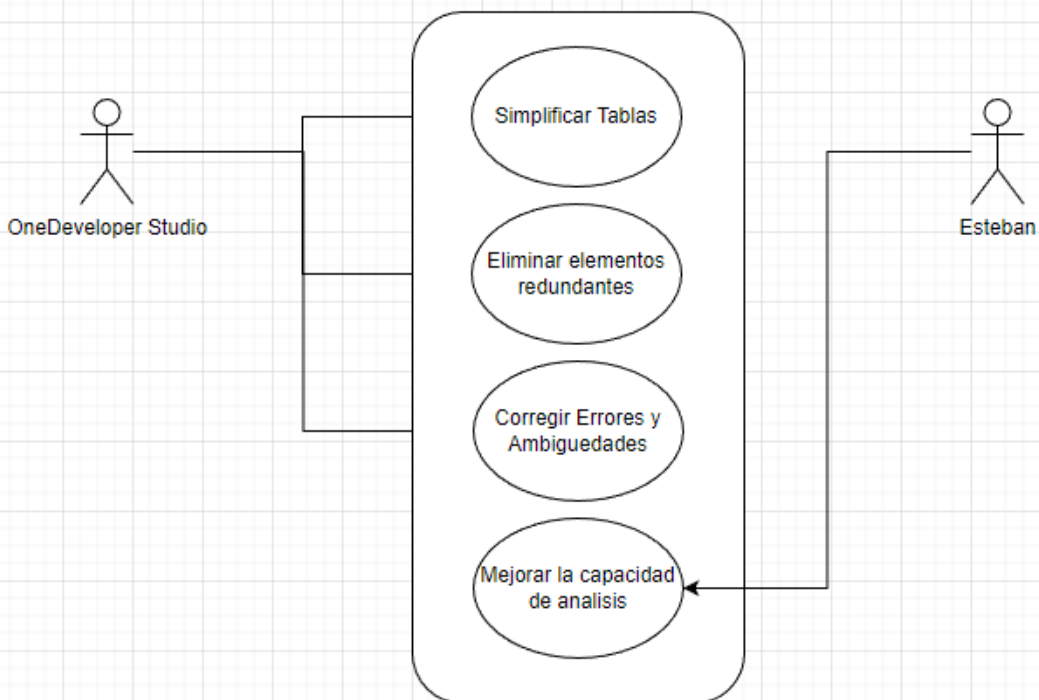 Simplificar Tablas
OneDeveloper Studio
Esteban
Eliminar elementos
redundantes
Corregir Errores y
Ambiguedades
Mejorar la capacidad
de analisis